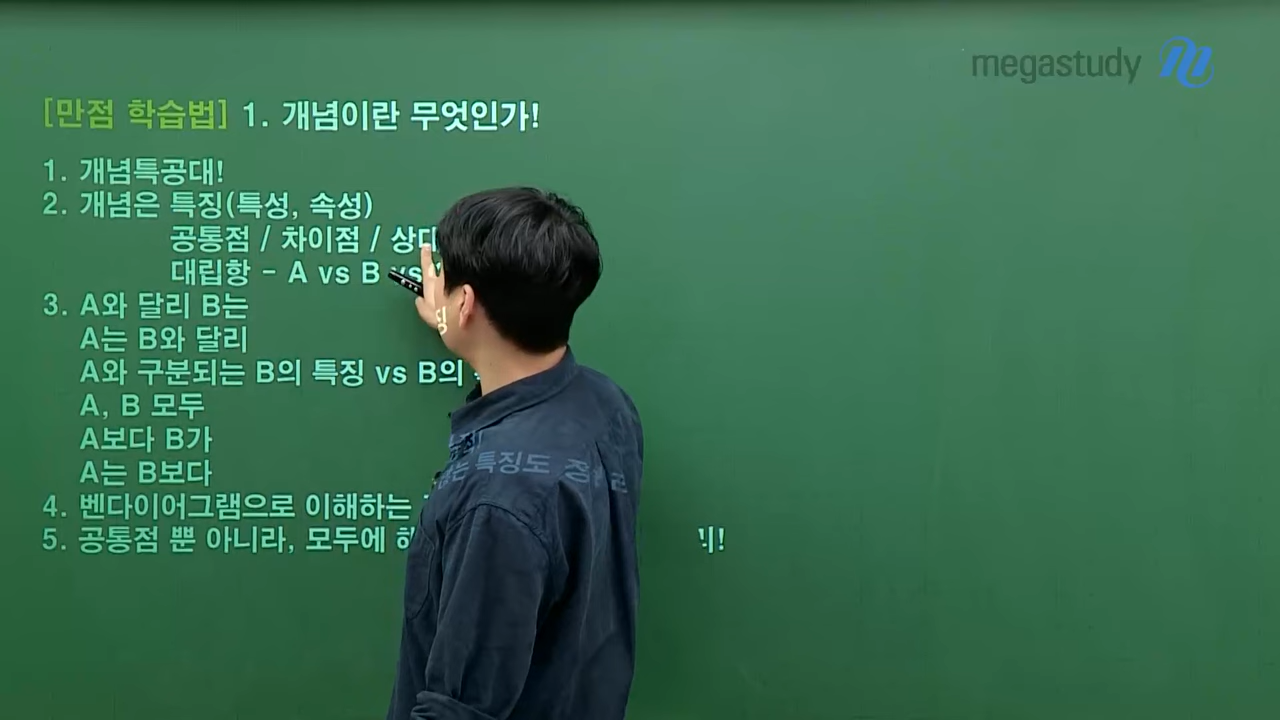 megastudy
[만점 학습법] 1. 개념이란 무엇인가!
1. 개념특공대!
2. 개념은 특징(특성, 속성)
공통점 / 차이점 /
대립항 - A vs B vs
3. A와 달리 B는
A는 B와 달리
A와 구분되는 B의 특징 vs B의
A, B 모두
A보다 B가
A는 B보다
4. 벤다이어그램으로 이해하는
5. 공통점 뿐 아니라, 모두에
특징도